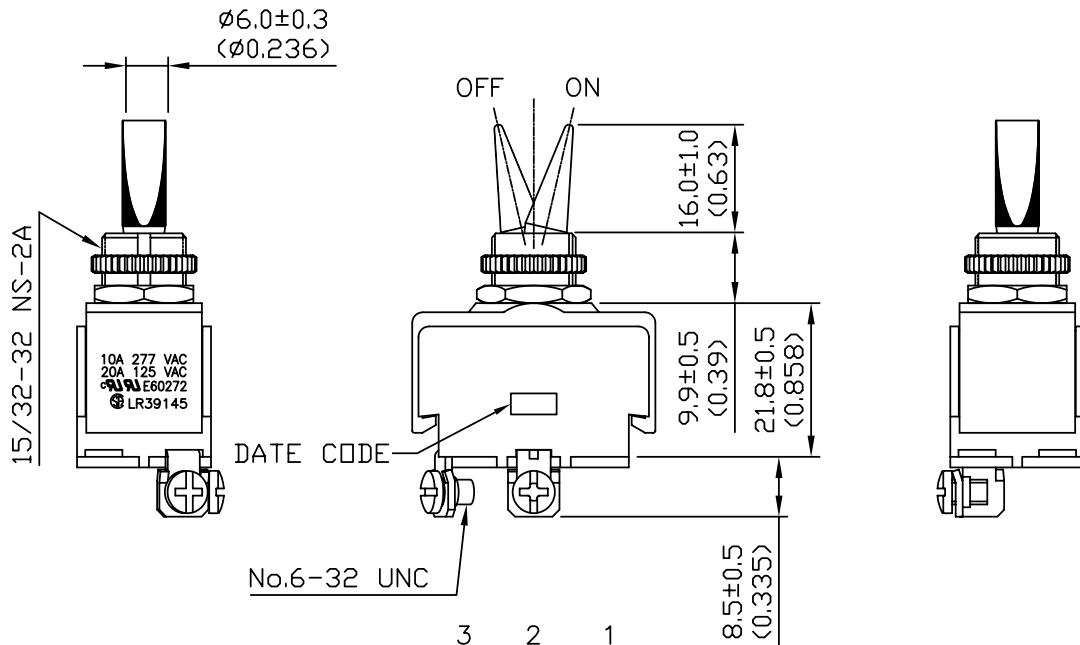 Ø6.0±0.3
(Ø0.236)
OFF ON
16.0±1.0
(0.63)
15/32-32 NS-2A
10A 277 VAC
20A 125 VAC
E60272
LR39145
9.9±0.5
(0.39)
21.8±0.5
(0.858)
DATE CODE
No.6-32 UNC
8.5±0.5
(0.335)
3 2 1